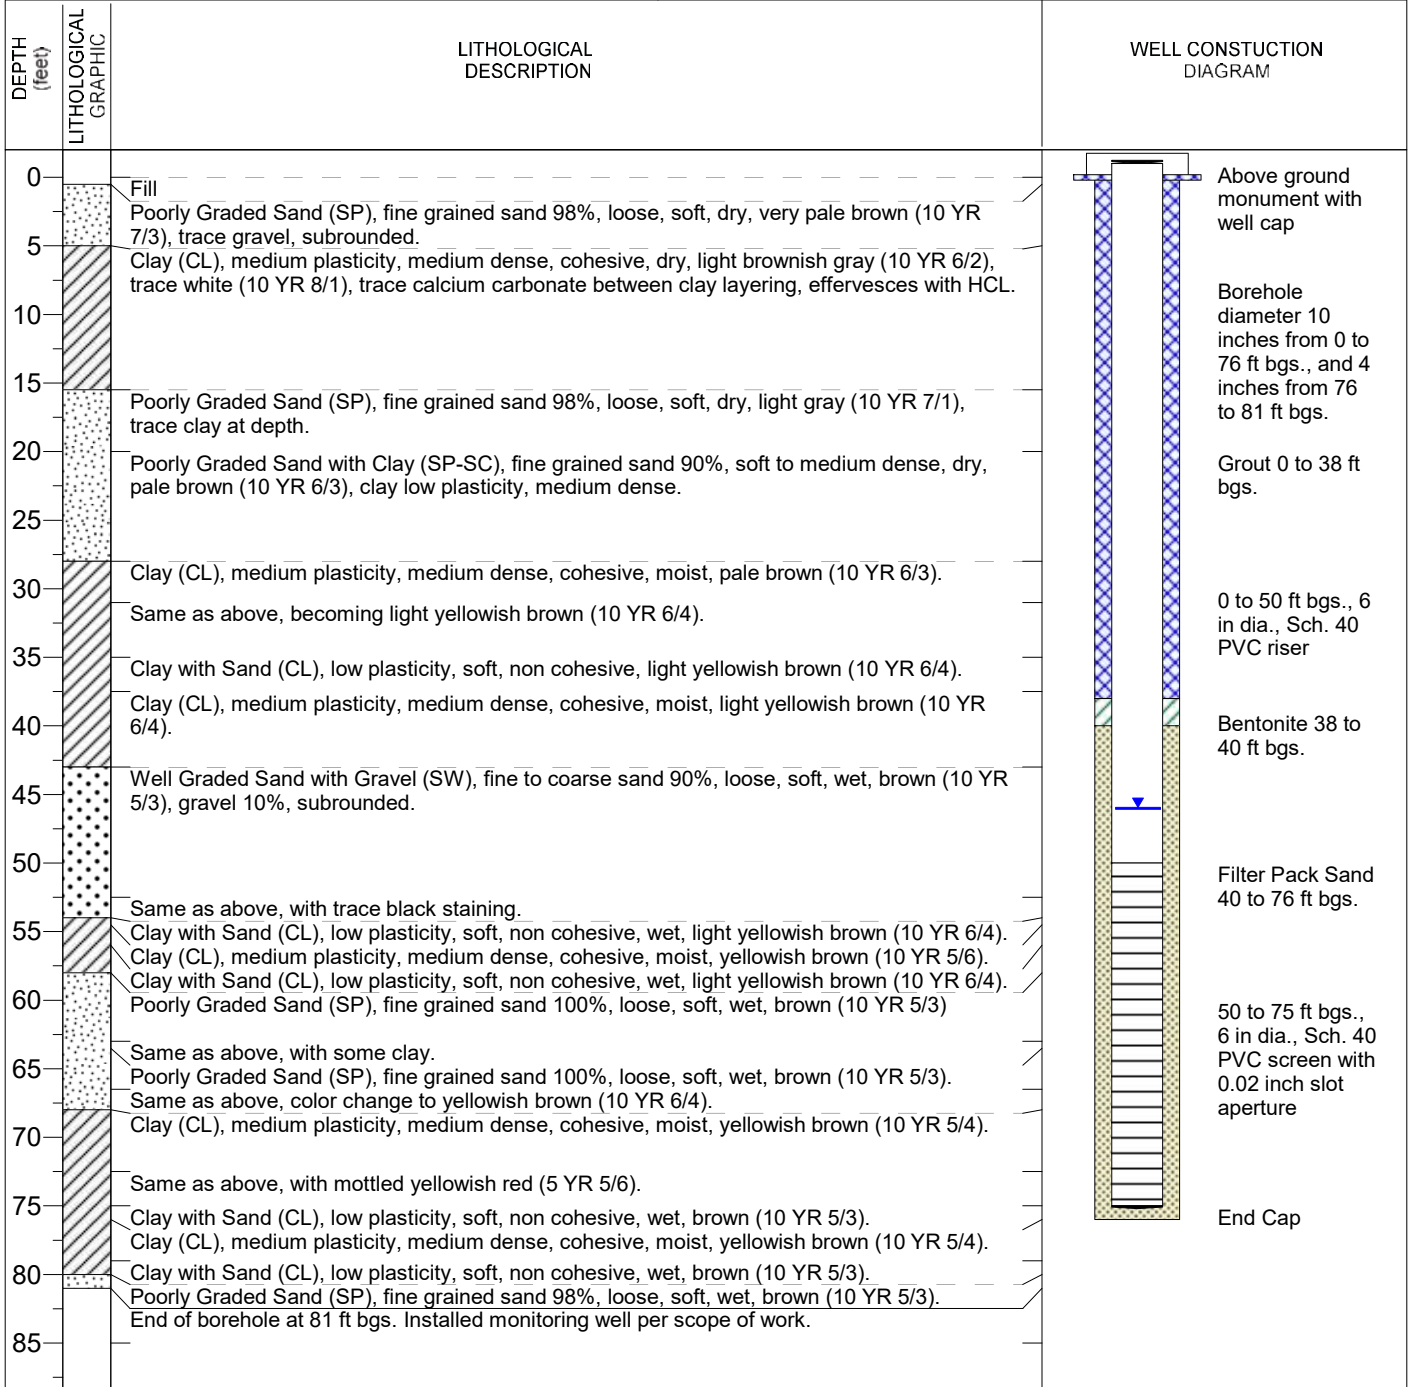 DEPTH
(feet)
LITHOLOGICAL
GRAPHIC
LITHOLOGICAL
DESCRIPTION
WELL CONSTUCTION
DIAGRAM
0
5
10
15
20
25
30
35
40
45
50
55
60
65
70
75
80
85
Fill
Poorly Graded Sand (SP), fine grained sand 98%, loose, soft, dry, very pale brown (10 YR
7/3), trace gravel, subrounded.
Clay (CL), medium plasticity, medium dense, cohesive, dry, light brownish gray (10 YR 6/2),
trace white (10 YR 8/1), trace calcium carbonate between clay layering, effervesces with HCL.
Poorly Graded Sand (SP), fine grained sand 98%, loose, soft, dry, light gray (10 YR 7/1),
trace clay at depth.
Poorly Graded Sand with Clay (SP-SC), fine grained sand 90%, soft to medium dense, dry,
pale brown (10 YR 6/3), clay low plasticity, medium dense.
Clay (CL), medium plasticity, medium dense, cohesive, moist, pale brown (10 YR 6/3).
Same as above, becoming light yellowish brown (10 YR 6/4).
Clay with Sand (CL), low plasticity, soft, non cohesive, light yellowish brown (10 YR 6/4).
Clay (CL), medium plasticity, medium dense, cohesive, moist, light yellowish brown (10 YR
6/4).
Well Graded Sand with Gravel (SW), fine to coarse sand 90%, loose, soft, wet, brown (10 YR
5/3), gravel 10%, subrounded.
Same as above, with trace black staining.
Clay with Sand (CL), low plasticity, soft, non cohesive, wet, light yellowish brown (10 YR 6/4).
Clay (CL), medium plasticity, medium dense, cohesive, moist, yellowish brown (10 YR 5/6).
Clay with Sand (CL), low plasticity, soft, non cohesive, wet, light yellowish brown (10 YR 6/4).
Poorly Graded Sand (SP), fine grained sand 100%, loose, soft, wet, brown (10 YR 5/3)
Same as above, with some clay.
Poorly Graded Sand (SP), fine grained sand 100%, loose, soft, wet, brown (10 YR 5/3).
Same as above, color change to yellowish brown (10 YR 6/4).
Clay (CL), medium plasticity, medium dense, cohesive, moist, yellowish brown (10 YR 5/4).
Same as above, with mottled yellowish red (5 YR 5/6).
Clay with Sand (CL), low plasticity, soft, non cohesive, wet, brown (10 YR 5/3).
Clay (CL), medium plasticity, medium dense, cohesive, moist, yellowish brown (10 YR 5/4).
Clay with Sand (CL), low plasticity, soft, non cohesive, wet, brown (10 YR 5/3).
Poorly Graded Sand (SP), fine grained sand 98%, loose, soft, wet, brown (10 YR 5/3).
End of borehole at 81 ft bgs. Installed monitoring well per scope of work.
Above ground
monument with
well cap
Borehole
diameter 10
inches from 0 to
76 ft bgs., and 4
inches from 76
to 81 ft bgs.
Grout 0 to 38 ft
bgs.
0 to 50 ft bgs., 6
in dia., Sch. 40
PVC riser
Bentonite 38 to
40 ft bgs.
Filter Pack Sand
40 to 76 ft bgs.
50 to 75 ft bgs.,
6 in dia., Sch. 40
PVC screen with
0.02 inch slot
aperture
End Cap